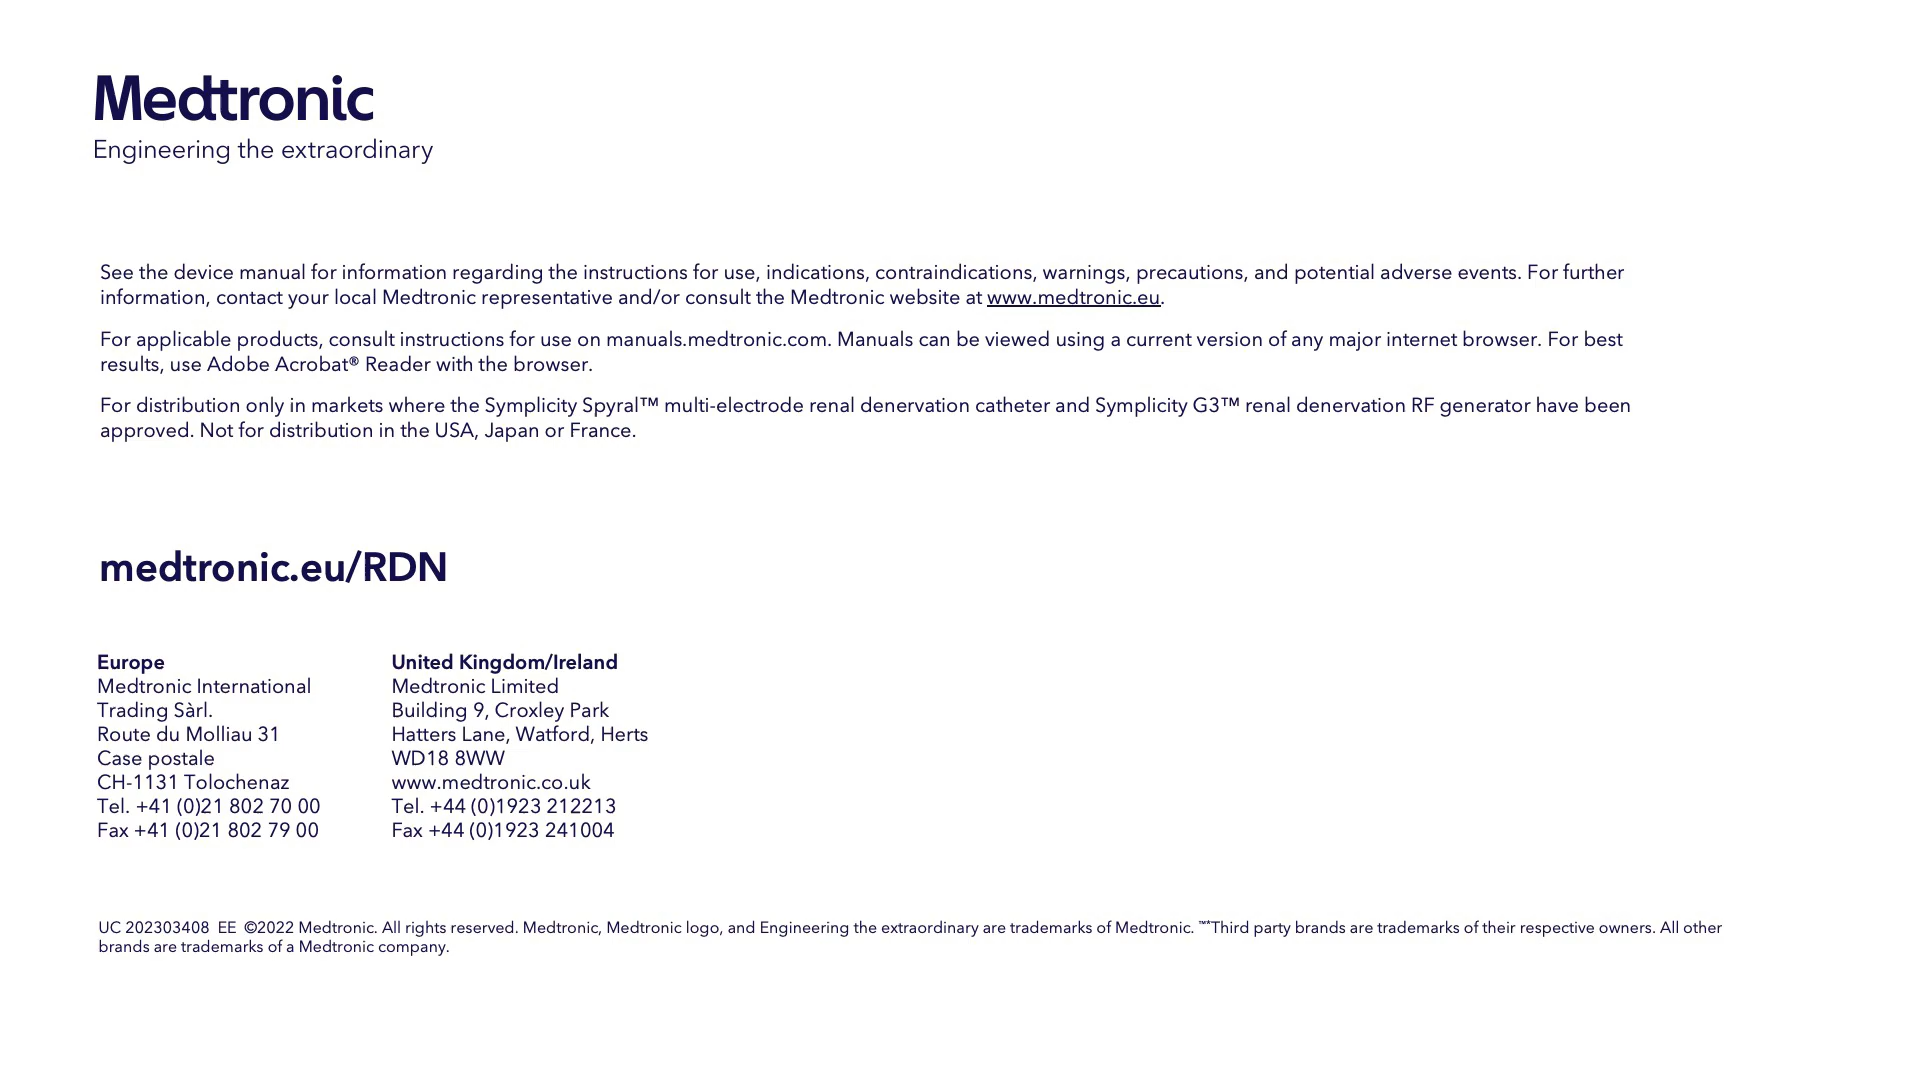 Medtronic
Engineering the extraordinary
See the device manual for information regarding the instructions for use, indications, contraindications, warnings, precautions, and potential adverse events. For further
information, contact your local Medtronic representative and/or consult the Medtronic website at www.medtronic.eu.
For applicable products, consult instructions for use on manuals.medtronic.com. Manuals can be viewed using a current version of any major internet browser. For best
results, use Adobe Acrobat® Reader with the browser.
For distribution only in markets where the Symplicity Spyral™ multi-electrode renal denervation catheter and Symplicity G3™ renal denervation RF generator have been
approved. Not for distribution in the USA, Japan or France.
medtronic.eu/RDN
Europe
Medtronic International
Trading Sàrl.
Route du Molliau 31
Case postale
CH-1131 Tolochenaz
Tel. +41 (0)21 802 70 00
Fax +41 (0)21 802 79 00
United Kingdom/Ireland
Medtronic Limited
Building 9, Croxley Park
Hatters Lane, Watford, Herts
WD18 8WW
www.medtronic.co.uk
Tel. +44 (0)1923 212213
Fax +44 (0)1923 241004
UC 202303408 EE ©2022 Medtronic. All rights reserved. Medtronic, Medtronic logo, and Engineering the extraordinary are trademarks of Medtronic. ™*Third party brands are trademarks of their respective owners. All other
brands are trademarks of a Medtronic company.